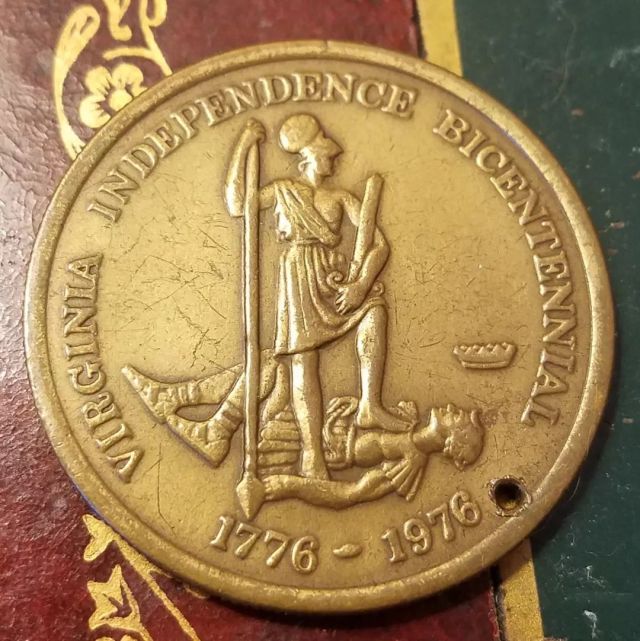 VIRGINIA INDEPENDENCE BICENTENNIAL
1776 - 1976